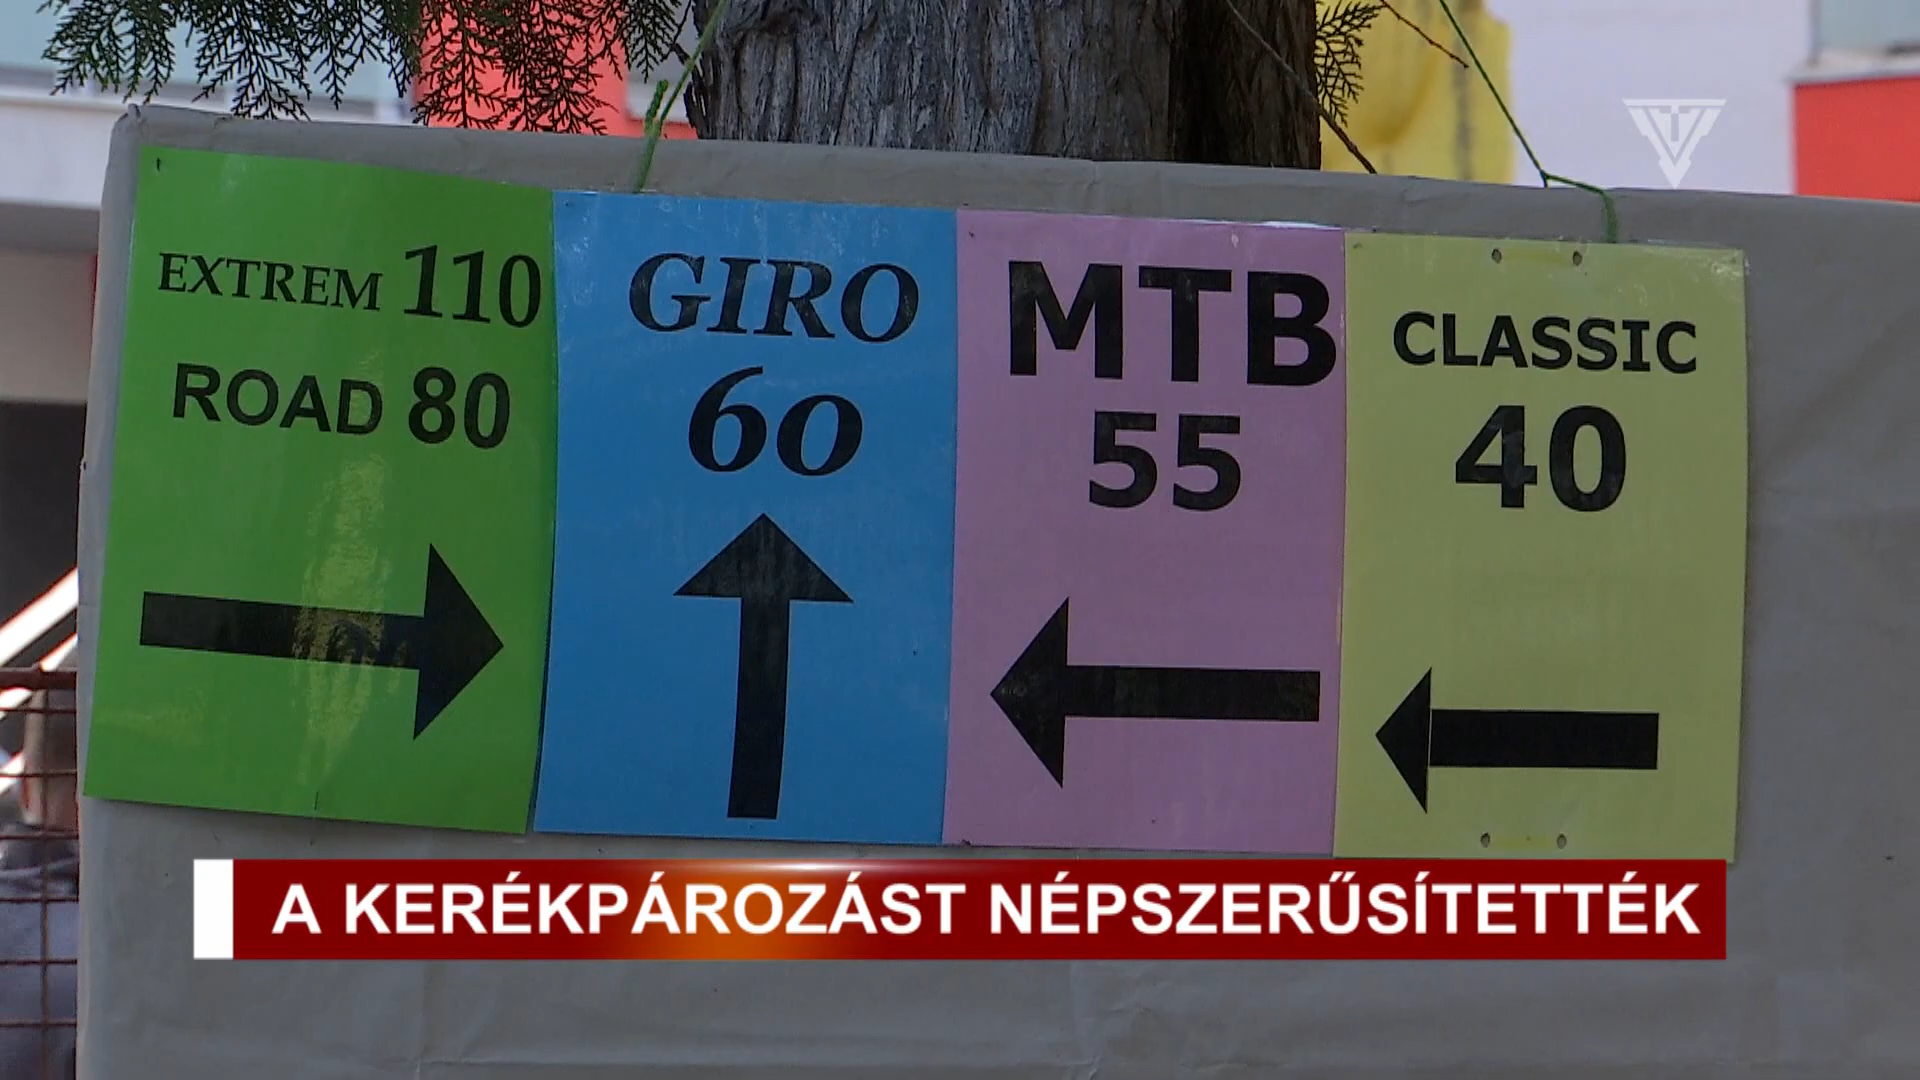 EXTREM 110
ROAD 80
GIRO
60
MTB
55
CLASSIC
40
A KERÉKPÁROZÁST NÉPSZERŰSÍTETTÉK